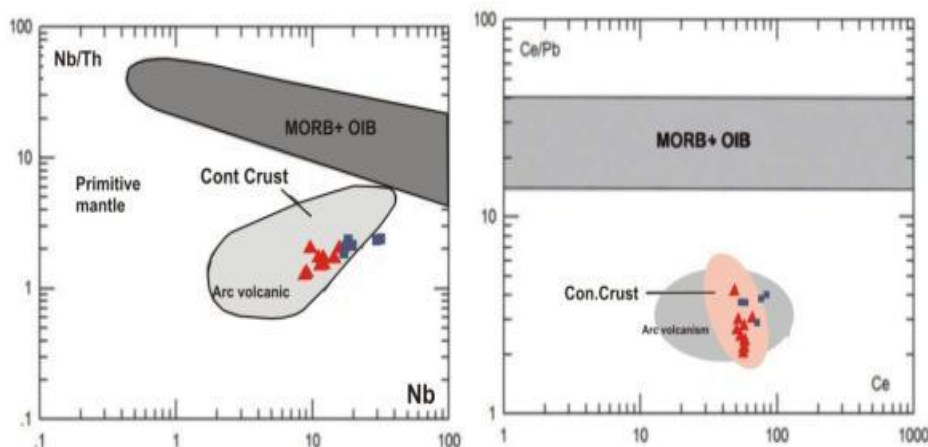 100
Nb/Th
MORB+ OIB
10
Cont Crust
Primitive
mantle
1
Arc volcanic
Nb
.1
.1
1
10
100
100
Ce/Pb
MORB+ OIB
10
Con.Crust
Arc volcanism
Ce
1
1
10
100
1000